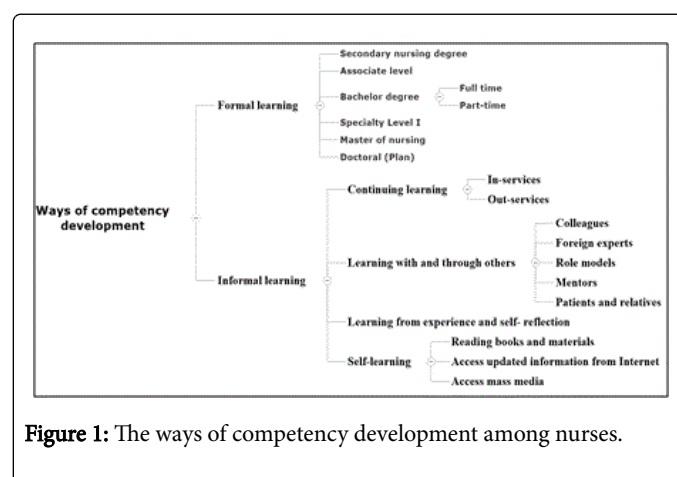 Ways of competency
development
Formal learning
Secondary nursing degree
Associate level
Bachelor degree
Full time
Part-time
Specialty Level I
Master of nursing
Doctoral (Plan)
Informal learning
Continuing learning
In-services
Out-services
Learning with and through others
Colleagues
Foreign experts
Role models
Mentors
Patients and relatives
Learning from experience and self- reflection
Self-learning
Reading books and materials
Access updated information from Internet
Access mass media
Figure 1: The ways of competency development among nurses.